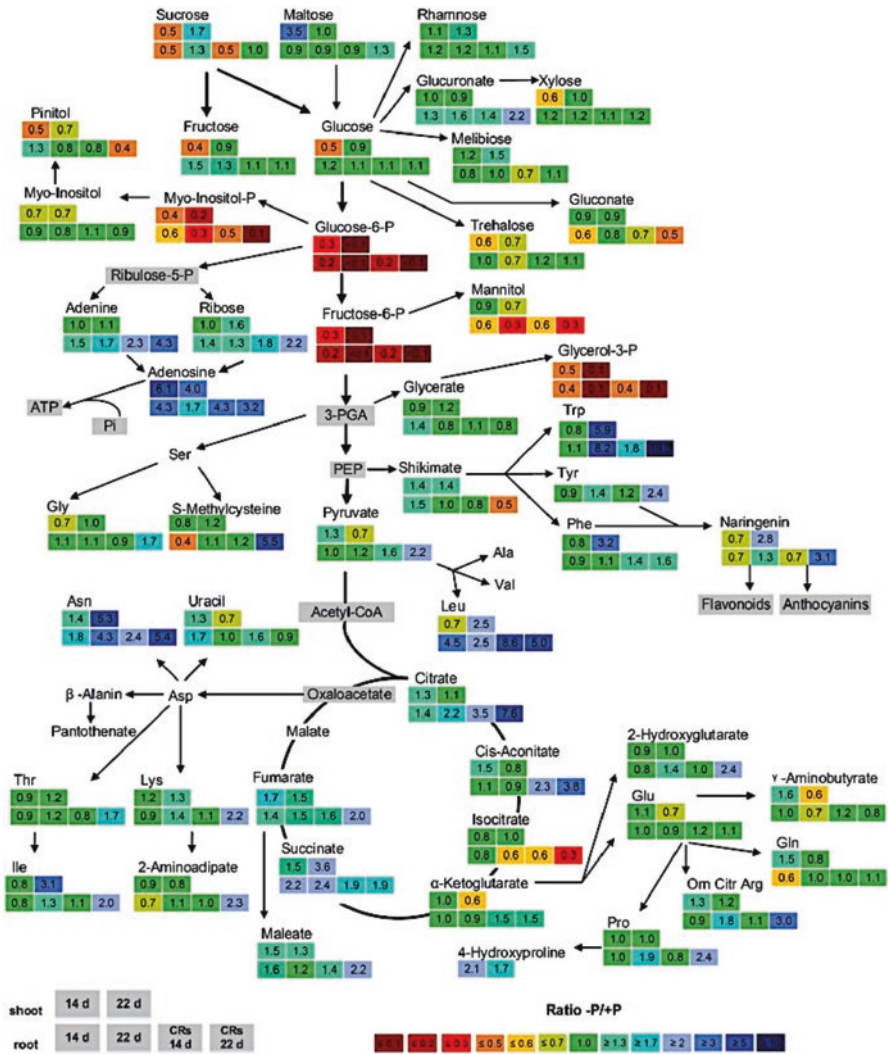 Sucrose Maltose Rhamnose
0.5 1.7 3.5 1.0 1.1 1.3
0.5 1.3 0.5 1.0 0.9 0.9 0.9 1.3 1.2 1.2 1.1 1.5
Glucuronate Xylose
1.0 0.9 0.6 1.0
1.3 1.6 1.4 2.2 1.2 1.2 1.1 1.2
Pinitol Fructose Glucose Melibiose
0.5 0.7 0.4 0.9 0.5 0.9 1.2 1.5
1.3 0.8 0.8 0.4 1.5 1.3 1.1 1.1 1.2 1.1 1.1 1.1 0.8 1.0 0.7 1.1
Myo-Inositol Myo-Inositol-P Gluconate
0.7 0.7 0.4 0.2 0.9 0.9
0.9 0.8 1.1 0.9 0.6 0.3 0.5 0.1 0.6 0.8 0.7 0.5
Glucose-6-P Trehalose
0.3 0.6 0.7
0.2 0.2 1.0 0.7 1.2 1.1
Ribulose-5-P
Mannitol
0.9 0.7
0.6 0.3 0.6 0.3
Adenine Ribose Fructose-6-P
1.0 1.1 1.0 1.6 0.3
1.5 1.7 2.3 4.3 1.4 1.3 1.8 2.2 0.2 0.2
Glycerol-3-P
0.5 0.1
0.4 0.4 0.1
Adenosine Glycerate
6.1 4.0 0.9 1.2
4.3 1.7 4.3 3.2 1.4 0.8 1.1 0.8
ATP
Pi
3-PGA
Trp
0.8 5.9
1.1 8.2 1.8
Ser PEP Shikimate Tyr
1.4 1.4 0.9 1.4 1.2 2.4
1.5 1.0 0.8 0.5
Gly S-Methylcysteine Pyruvate Phe Naringenin
0.7 1.0 0.8 1.2 1.3 0.7 0.8 3.2 0.7 2.8
1.1 1.1 0.9 1.7 0.4 1.1 1.2 5.5 1.0 1.2 1.6 2.2 0.9 1.1 1.4 1.6 0.7 1.3 0.7 3.1
Ala
Val
Flavonoids Anthocyanins
Asn Uracil Acetyl-CoA Leu
1.4 5.3 1.3 0.7 0.7 2.5
1.8 4.3 2.4 5.4 1.7 1.0 1.6 0.9 4.5 2.5 8.6 5.0
β -Alanin Asp Oxaloacetate Citrate
1.3 1.1
1.4 2.2 3.5 7.6
Pantothenate Malate
2-Hydroxyglutarate
0.9 1.0
0.8 1.4 1.0 2.4
Cis-Aconitate
1.5 0.8
1.1 0.9 2.3 3.8
Thr Lys Fumarate
0.9 1.2 1.2 1.3 1.7 1.5
0.9 1.2 0.8 1.7 0.9 1.4 1.1 2.2 1.4 1.5 1.6 2.0
Glu γ -Aminobutyrate
1.1 0.7 1.6 0.6
1.0 0.9 1.2 1.1 1.0 0.7 1.2 0.8
Isocitrate
0.8 1.0
0.8 0.6 0.6 0.3
Succinate
1.5 3.6
2.2 2.4 1.9 1.9
Gln
1.5 0.8
0.6 1.0 1.0 1.1
Ile 2-Aminoadipate α-Ketoglutarate Orn Citr Arg
0.8 3.1 0.9 0.8 1.0 0.6 1.3 1.2
0.8 1.3 1.1 2.0 0.7 1.1 1.0 2.3 1.0 0.9 1.5 1.5 0.9 1.8 1.1 3.0
Maleate Pro
1.5 1.3 1.0 1.0
1.6 1.2 1.4 2.2 1.0 1.9 0.8 2.4
4-Hydroxyproline
2.1 1.7
shoot 14 d 22 d
root 14 d 22 d CRs 14 d CRs 22 d
Ratio -P/+P
≤ 0.5 ≤ 0.6 ≤ 0.7 1.0 ≥ 1.3 ≥ 1.7 ≥ 2 ≥ 3 ≥ 5